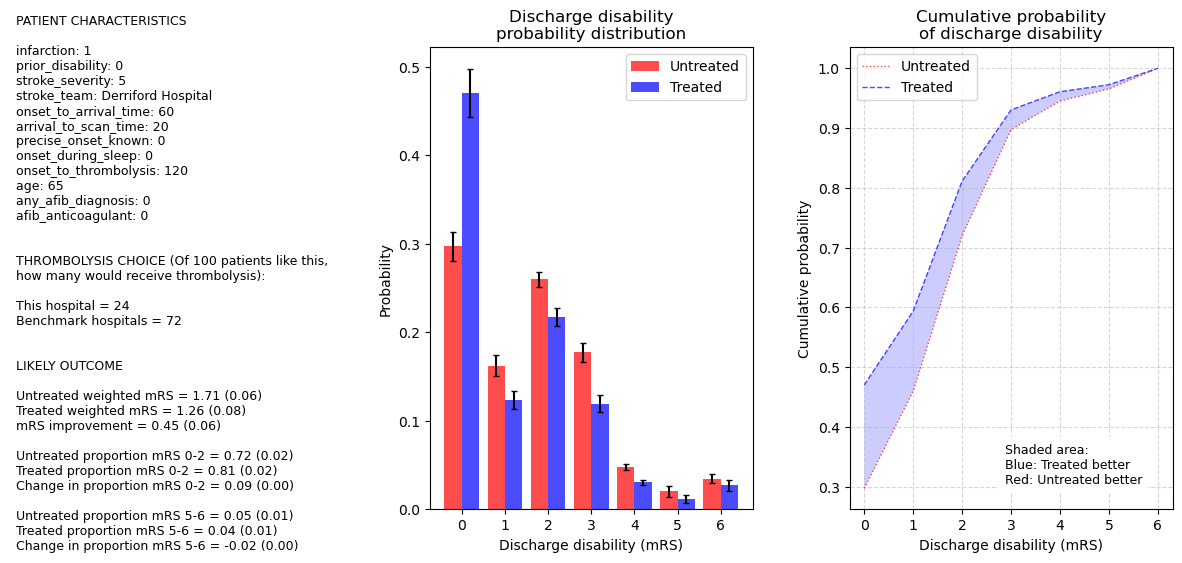 PATIENT CHARACTERISTICS
infarction: 1
prior_disability: 0
stroke_severity: 5
stroke_team: Derriford Hospital
onset_to_arrival_time: 60
arrival_to_scan_time: 20
precise_onset_known: 0
onset_during_sleep: 0
onset_to_thrombolysis: 120
age: 65
any_afib_diagnosis: 0
afib_anticoagulant: 0
THROMBOLYSIS CHOICE (Of 100 patients like this,
how many would receive thrombolysis):
This hospital = 24
Benchmark hospitals = 72
LIKELY OUTCOME
Untreated weighted mRS = 1.71 (0.06)
Treated weighted mRS = 1.26 (0.08)
mRS improvement = 0.45 (0.06)
Untreated proportion mRS 0-2 = 0.72 (0.02)
Treated proportion mRS 0-2 = 0.81 (0.02)
Change in proportion mRS 0-2 = 0.09 (0.00)
Untreated proportion mRS 5-6 = 0.05 (0.01)
Treated proportion mRS 5-6 = 0.04 (0.01)
Change in proportion mRS 5-6 = -0.02 (0.00)
Discharge disability
probability distribution
Untreated
Treated
Probability
0.5
0.4
0.3
0.2
0.1
0.0
0 1 2 3 4 5 6
Discharge disability (mRS)
Cumulative probability
of discharge disability
Untreated
Treated
Cumulative probability
1.0
0.9
0.8
0.7
0.6
0.5
0.4
0.3
Shaded area:
Blue: Treated better
Red: Untreated better
0 1 2 3 4 5 6
Discharge disability (mRS)